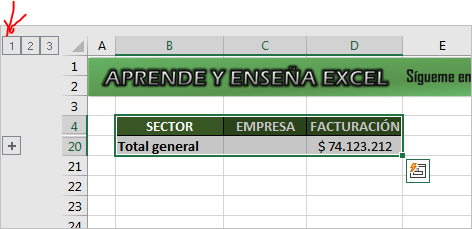 1 2 3
A B C D E
1
APRENDE Y ENSEÑA EXCEL Sígueme en
2
3
4 SECTOR EMPRESA FACTURACIÓN
+ 20 Total general $ 74.123.212
21
22
23
24